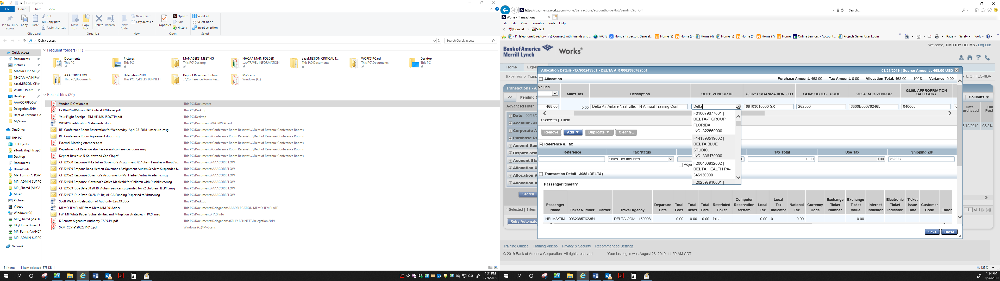 File Explorer
File Home Share View
Pin to Quick access
Copy
Paste
Cut
Copy path
Paste shortcut
Clipboard
Move to
Copy to
Delete
Rename
Organize
New folder
New item
Easy access
New
Properties
Open
Edit
History
Open
Select all
Select none
Invert selection
Select
Quick access
Search Quick access
Quick access
Documents
Pictures
MANAGERS' ME
NHCAA MAIN F
aaaaMISSION CF
WORKS PCard
Desktop
AAACORRFLOW
Delegation 2019
Dept of Revenue Cc
MyScans
OneDrive
This PC
3D Objects
alfordc (hq3hfsvip0
Desktop
Documents
Downloads
MPI Forms (AHCA-
MPI_ADMIN_SUPPC
MPI_Shared (AHCA
Music
Pictures
Videos
Windows (C:)
MPI_Shared (\\AHC
HQ Home Drive (H:
MPI Forms (\\AHCA
MPI_ADMIN_SUPPC
Network
Frequent folders (11)
Documents
This PC
Pictures
This PC
MANAGERS' MEETING
This PC\Desktop
NHCAA MAIN FOLDER
...\ATRAVEL INFORMATION
aaaaMISSION CRITICAL T...
This PC\Documents
WORKS PCard
This PC\Documents
Desktop
This PC
AAACORRFLOW
This PC\Documents
Delegation 2019
This PC...\aKELLY BENNETT
Dept of Revenue Confere...
...\Conference Room Res...
MyScans
Windows (C:)
Recent files (20)
Vendor ID Option.pdf This PC\Documents
FY19-20%20Mission%20Critical%20Travel.pdf This PC\Desktop
Your Flight Receipt - TIM HELMS 15OCT19.pdf This PC\Desktop
WORKS Certification Statements .docx This PC\Documents\WORKS PCard
RE Conference Room Reservation for Wednesday April 28 2018 unsecure .msg This PC\Documents\Conference Room Reservati...\Dept of Revenue Conference Rooms
RE Conference Room Agreement docx.msg This PC\Documents\Conference Room Reservati...\Dept of Revenue Conference Rooms
External Meeting Attendees.pdf This PC\Documents\Conference Room Reservati...\Dept of Revenue Conference Rooms
Department of Revenue also has several conference rooms.msg This PC\Documents\Conference Room Reservati...\Dept of Revenue Conference Rooms
Dept of Revenue @ Southwood Cap Cir.pdf This PC\Documents\Conference Room Reservati...\Dept of Revenue Conference Rooms
CF 324530 Response Mike Julian Governor's Assignment 72 Autism Families without Vi... This PC\Documents\AAACORRFLOW
CF 324529 Respons Dana Herbert Governor's Assignment Autism Services Suspended f... This PC\Documents\AAACORRFLOW
CF 324522 Response Governor's Assignment - Ms. Herbert Virtus Academy.msg This PC\Documents\AAACORRFLOW
CF 324516 Response Governor's Office Medicaid for Children with Disabilities.msg This PC\Documents\AAACORRFLOW
CF 324509 Due Date 08.28.19 Autism services suspended for 72 children HELP!!!.msg This PC\Documents\AAACORRFLOW
CF 324507 Due Date 08.28.19 Re; AHCA Funding Dispersed to Virtus.msg This PC\Documents\AAACORRFLOW
Scott Waltz's - Delegation of Authority 8.26.19.docx This PC\Desktop
MEMO TEMPLATE from KB to MM 2018.docx This PC\Documents\Delegation\AAADELEGATION MEMO TEMPLATE
FW MII White Paper Vulnerabilities and Mitigation Strategies in PCS .msg This PC\Documents\TAG Info
K Bennett Signature Authority 07.25.19 .pdf This PC\Documents\Delegation\aKELLY BENNETT\Delegation 2019
SKM_C554e19082311010.pdf Windows (C:)\MyScans
31 items 1 item selected 378 KB
1:34 PM
8/26/2019
https://payment2.works.com/works/transactions/accountholder/tab/pendingSignOff
Search...
Works - Transactions
File Edit View Favorites Tools Help
Convert Select
411 Telephone Directory Connect with Friends and ... FACTS Florida Inspectors General... Home (2) Home (3) Home (4) Home (5) Home (6) Home (7) Home Online Services - Account... Projects Server User Login
Page Safety Tools
Bank of America
Merrill Lynch
Works®
Welcome, TIMOTHY HELMS - Log Out
Home Expe
Expenses > Trans
ATE OF FLORIDA
Transactions - A
<< Pending S
Columns
Advanced Filter
Date - 05/18/2
Account - All
Corporate A
Purchase Re
Amount Ran
Dispute Stat
Account Sta
Allocation C
Allocation V
Allocation A
Search
1 Selected | 1 item
Retry Automatc
Date
urchased
Dat
Post
8/19/2019 08/21/
1 of 1
Allocation Details -TXN00249951 - DELTA AIR 0062385762351
08/21/2019 | Source Amount : 468.00 USD
Allocation
Purchase Amount: 468.00 Tax Amount: 0.00 Allocation Total: 468.00 | 100% Variance: 0.00
Values
Sales Tax Description GL01: VENDOR ID GL02: ORGANIZATION - EO GL03: OBJECT CODE GL04: SUB-VENDOR GL05: APPROPRIATION CATEGORY
468.00 0.00 Delta Air Airfare Nashville, TN Annual Training Conf Delta 68103010000-SX 262500 6800E000762465 040000 0
F010679677001 |
DELTA-T GROUP
FLORIDA,
INC.-322560000
F141898519002 |
DELTA BLUE
STUDIO,
INC.-336470000
F200403832002 |
DELTA HEALTH PA-
346130000
F202597916001 |
0 Selected | 1 item
Remove Add Duplicate Clear GL
Reference & Tax
Reference Tax Status Tax Total Use Tax Shipping ZIP
Sales Tax Included 0 0.00 0.00 32308
Adju
Transaction Detail - 3058 (DELTA)
Passenger Itinerary
Passenger Name Ticket Number Carrier Travel Agency Departure Date Total Fees Total Taxes Total Fare Restricted Ticket Computer Reservation System Local Tax Local Tax Indicator National Tax Currency Code Exchange Ticket Number Exchange Ticket Value Internet Indicator Electronic Ticket Indicator Ticket Issue Date Customer Code Endor
HELMS/TIM 0062385762351 DELTA.COM - 150098 0.00 0.00 0.00 false 0.00 0 0.00 0.00
Save Close
Training Guides Training Videos Privacy & Security Recommended Settings
© 2019 Bank of America Corporation. All rights reserved. Your last log in was August 26, 2019, 11:59 AM CDT.
125%
1:34 PM
8/26/2019